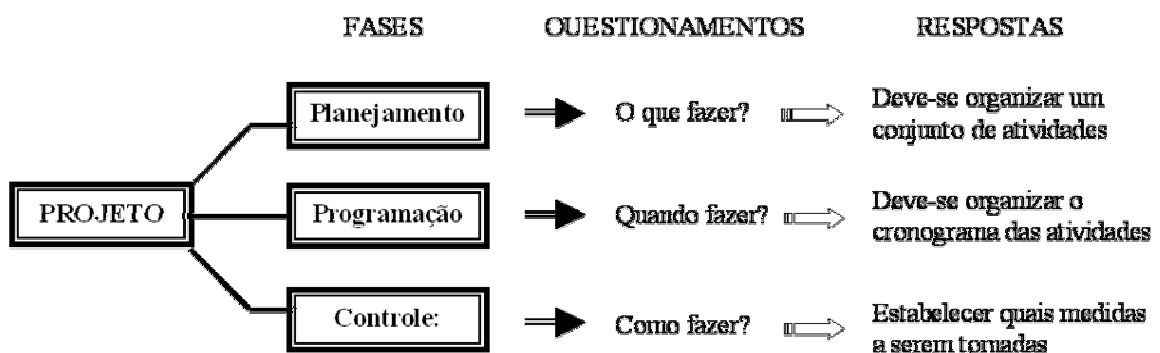 FASES QUESTIONAMENTOS RESPOSTAS
Planejamento
O que fazer?
Deve-se organizar um
conjunto de atividades
PROJETO
Programação
Quando fazer?
Deve-se organizar o
cronograma das atividades
Controle:
Como fazer?
Estabelecer quais medidas
a serem tomadas